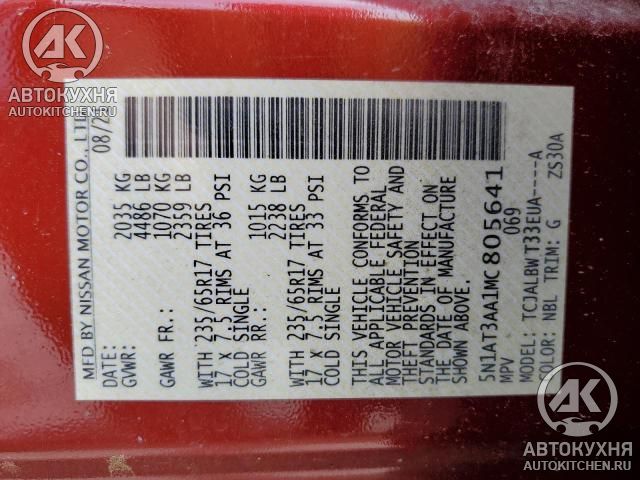 MFD BY NISSAN MOTOR CO., LTD
DATE: 08/2
GVWR: 2035 KG
4486 LB
GAWR FR.: 1070 KG
2359 LB
WITH 235/65R17 TIRES
17 X 7.5 RIMS AT 36 PSI
COLD SINGLE
GAWR RR.: 1015 KG
2238 LB
WITH 235/65R17 TIRES
17 X 7.5 RIMS AT 33 PSI
COLD SINGLE
THIS VEHICLE CONFORMS TO
ALL APPLICABLE FEDERAL
MOTOR VEHICLE SAFETY AND
THEFT PREVENTION
STANDARDS IN EFFECT ON
THE DATE OF MANUFACTURE
SHOWN ABOVE.
5N1AT3AA1MC805641
MPV 069
MODEL: TCJALBWT33EUA----A
COLOR: NBL TRIM: G ZS30A
АК
АВТОКУХНЯ
AUTOKITCHEN.RU
АК
АВТОКУХНЯ
AUTOKITCHEN.RU